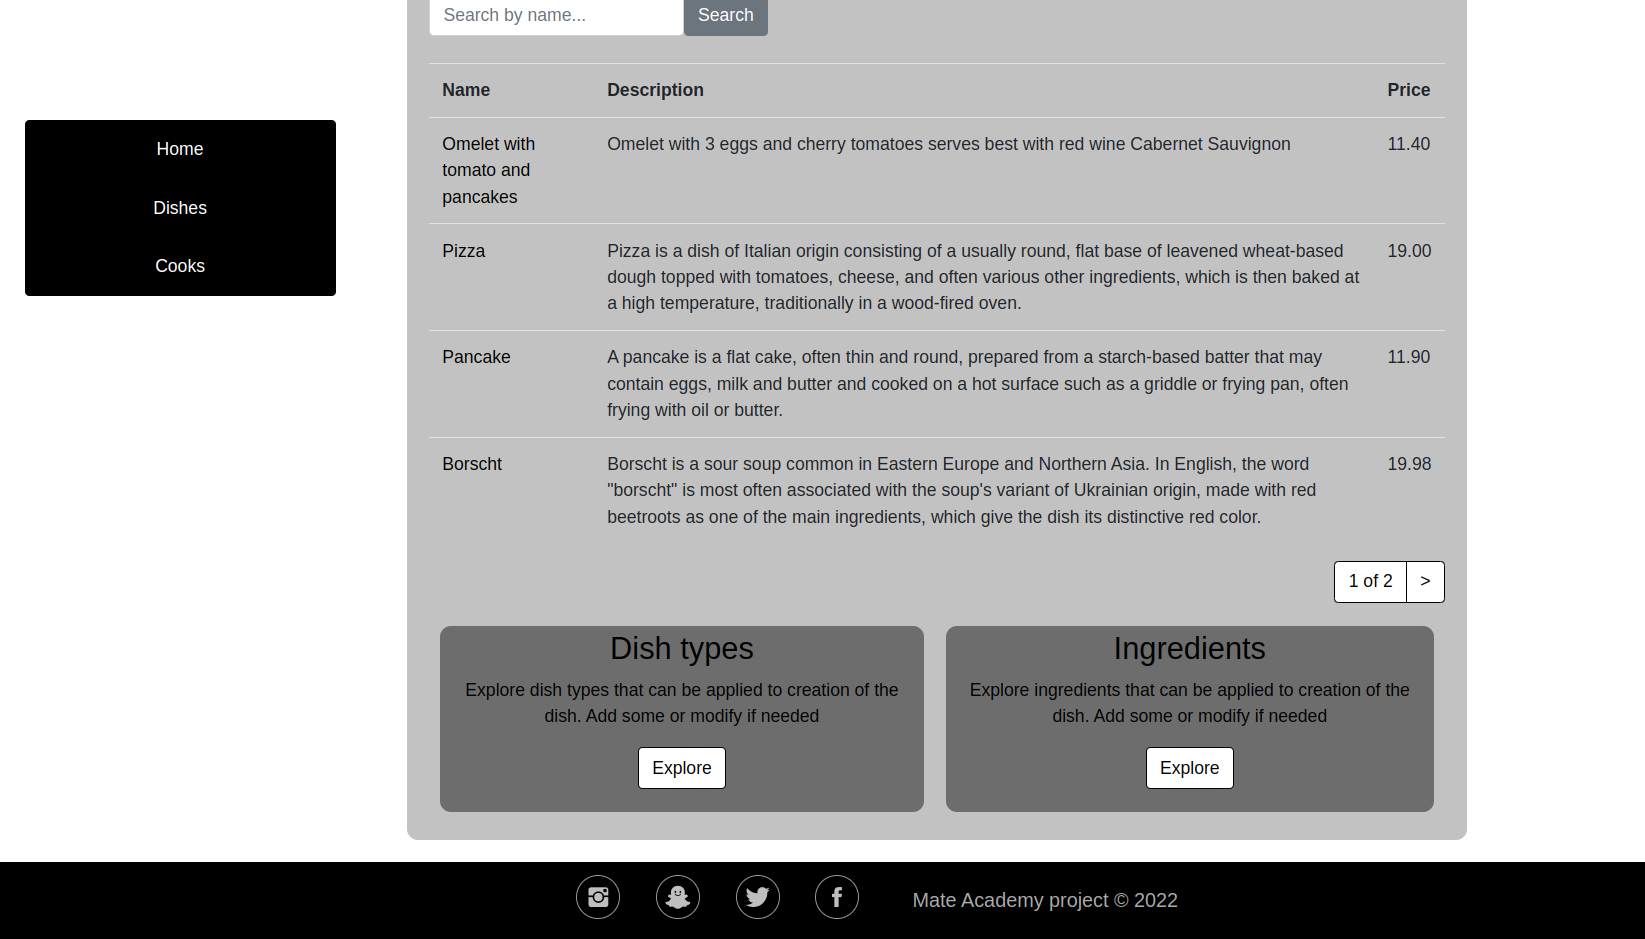 Search by name... Search
Home
Dishes
Cooks
Name Description Price
Omelet with Omelet with 3 eggs and cherry tomatoes serves best with red wine Cabernet Sauvignon 11.40
tomato and
pancakes
Pizza Pizza is a dish of Italian origin consisting of a usually round, flat base of leavened wheat-based 19.00
dough topped with tomatoes, cheese, and often various other ingredients, which is then baked at
a high temperature, traditionally in a wood-fired oven.
Pancake A pancake is a flat cake, often thin and round, prepared from a starch-based batter that may 11.90
contain eggs, milk and butter and cooked on a hot surface such as a griddle or frying pan, often
frying with oil or butter.
Borscht Borscht is a sour soup common in Eastern Europe and Northern Asia. In English, the word 19.98
"borscht" is most often associated with the soup's variant of Ukrainian origin, made with red
beetroots as one of the main ingredients, which give the dish its distinctive red color.
1 of 2 >
Dish types
Explore dish types that can be applied to creation of the
dish. Add some or modify if needed
Explore
Ingredients
Explore ingredients that can be applied to creation of the
dish. Add some or modify if needed
Explore
Mate Academy project © 2022